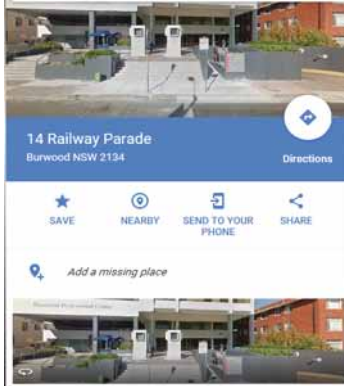 14 Railway Parade
Burwood NSW 2134
Directions
SAVE
NEARBY
SEND TO YOUR PHONE
SHARE
Add a missing place